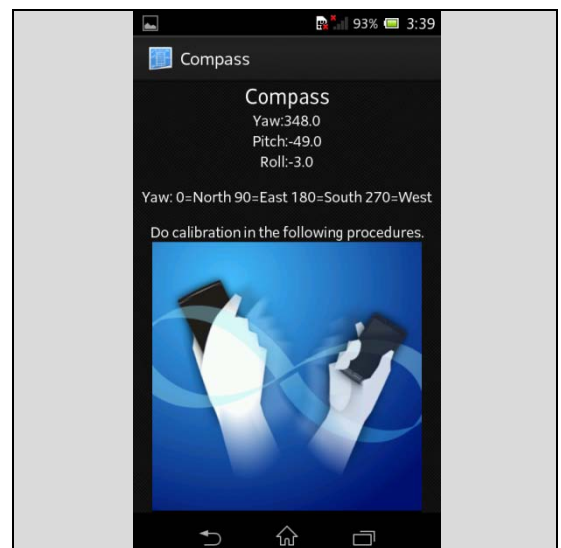 93% 3:39
Compass
Compass
Yaw:348.0
Pitch:-49.0
Roll:-3.0
Yaw: 0=North 90=East 180=South 270=West
Do calibration in the following procedures.